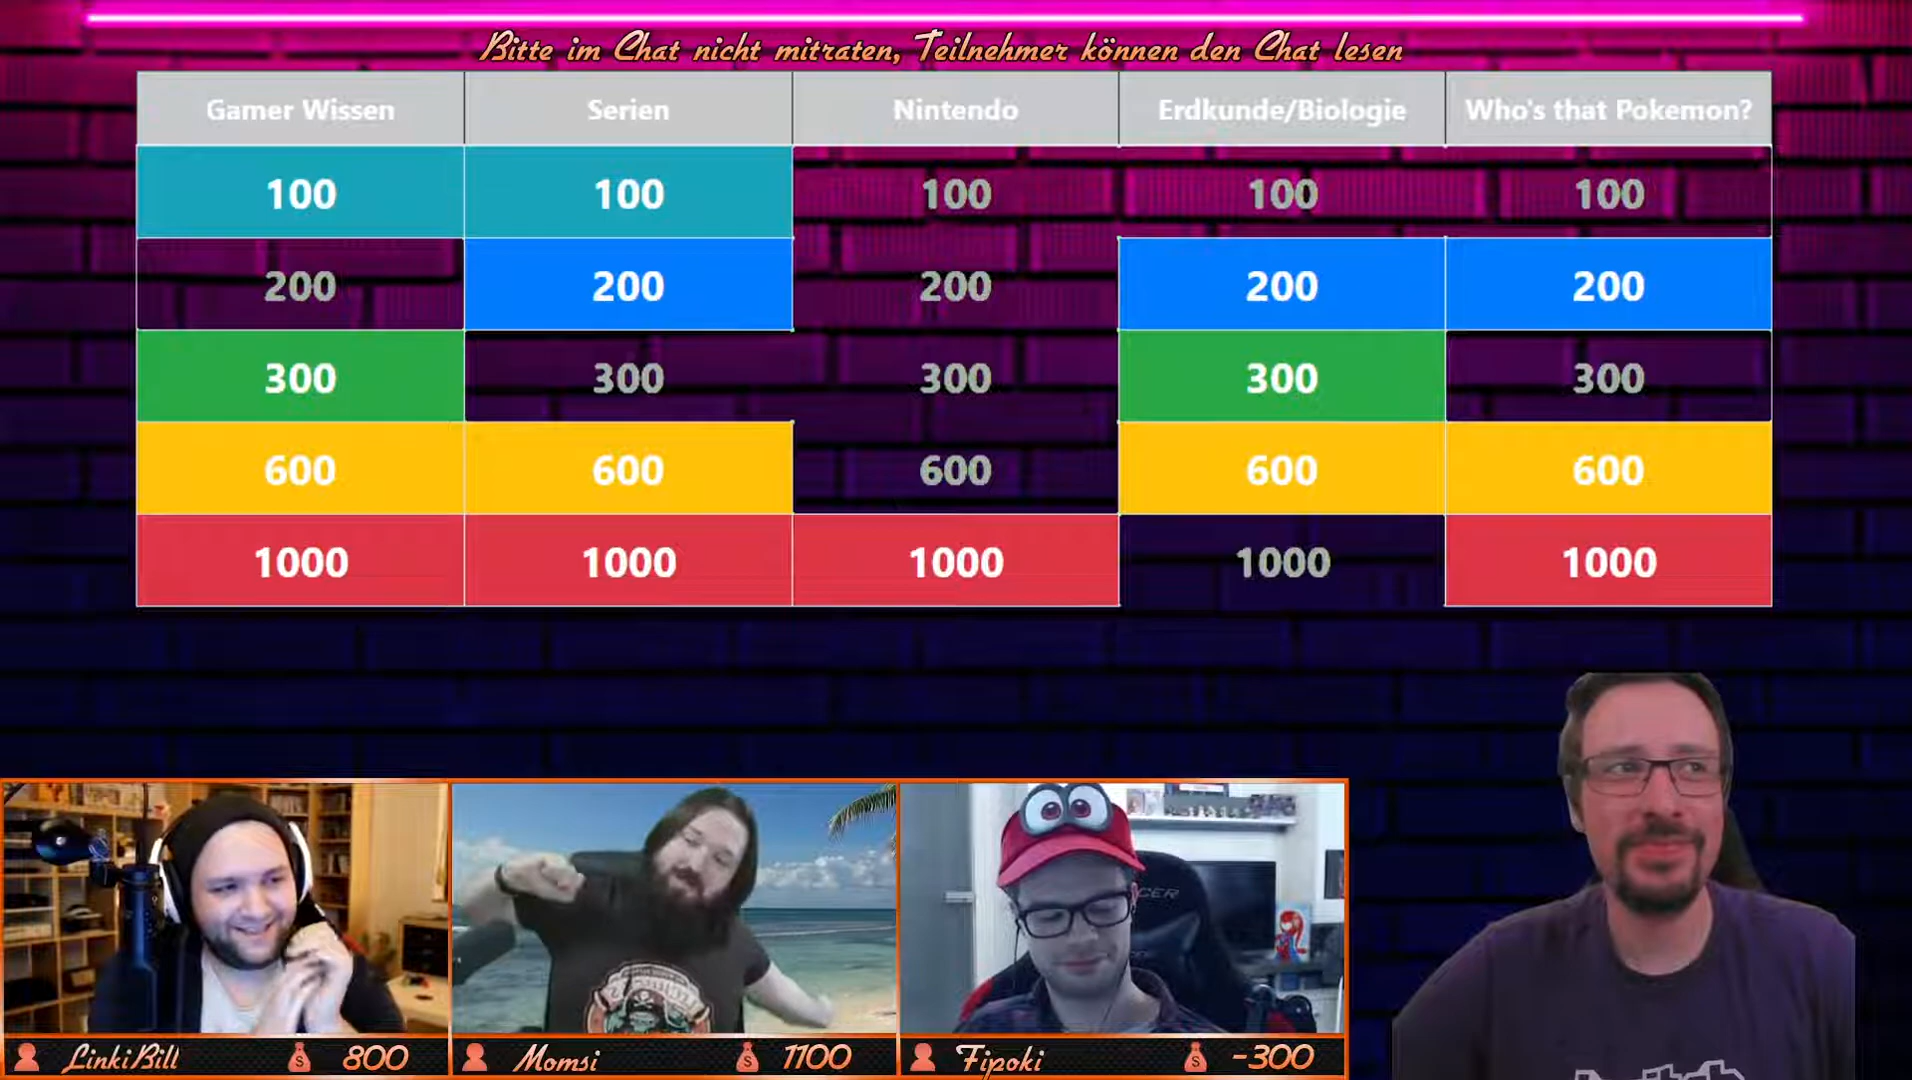 Bitte im Chat nicht mitraten, Teilnehmer können den Chat lesen
Gamer Wissen Serien Nintendo Erdkunde/Biologie Who's that Pokemon?
100 100 100 100 100
200 200 200 200 200
300 300 300 300 300
600 600 600 600 600
1000 1000 1000 1000 1000
LinkiBill $ 800 Momsi $ 1100 Fipoki $ -300